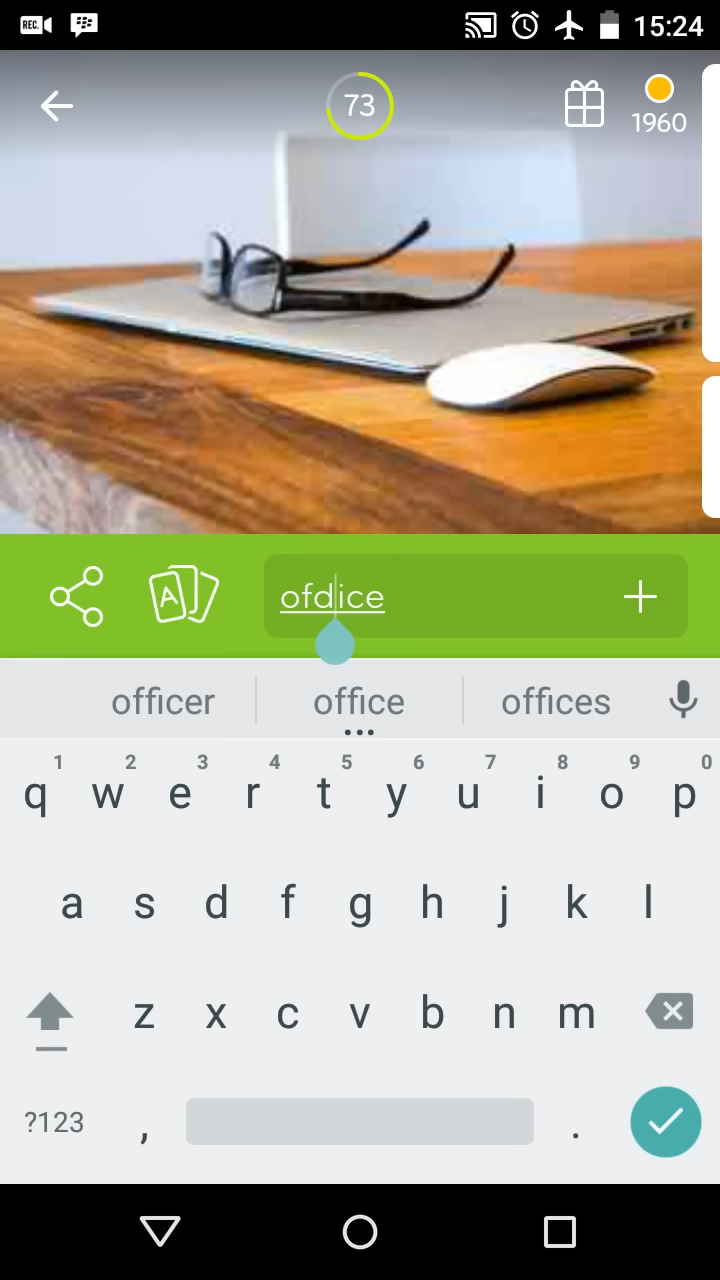 REC. 15:24
73
1960
A
ofdice
officer office offices
1 2 3 4 5 6 7 8 9 0
q w e r t y u i o p
a s d f g h j k l
z x c v b n m
?123 , .